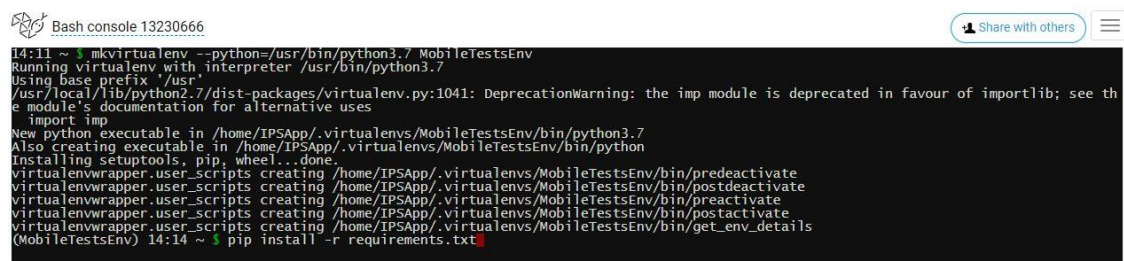 Bash console 13230666
Share with others
14:11 ~ $ mkvirtualenv --python=/usr/bin/python3.7 MobileTestsEnv
Running virtualenv with interpreter /usr/bin/python3.7
Using base prefix '/usr'
/usr/local/lib/python2.7/dist-packages/virtualenv.py:1041: DeprecationWarning: the imp module is deprecated in favour of importlib; see th
e module's documentation for alternative uses
  import imp
New python executable in /home/IPSApp/.virtualenvs/MobileTestsEnv/bin/python3.7
Also creating executable in /home/IPSApp/.virtualenvs/MobileTestsEnv/bin/python
Installing setuptools, pip, wheel...done.
virtualenvwrapper.user_scripts creating /home/IPSApp/.virtualenvs/MobileTestsEnv/bin/predeactivate
virtualenvwrapper.user_scripts creating /home/IPSApp/.virtualenvs/MobileTestsEnv/bin/postdeactivate
virtualenvwrapper.user_scripts creating /home/IPSApp/.virtualenvs/MobileTestsEnv/bin/preactivate
virtualenvwrapper.user_scripts creating /home/IPSApp/.virtualenvs/MobileTestsEnv/bin/postactivate
virtualenvwrapper.user_scripts creating /home/IPSApp/.virtualenvs/MobileTestsEnv/bin/get_env_details
(MobileTestsEnv) 14:14 ~ $ pip install -r requirements.txt